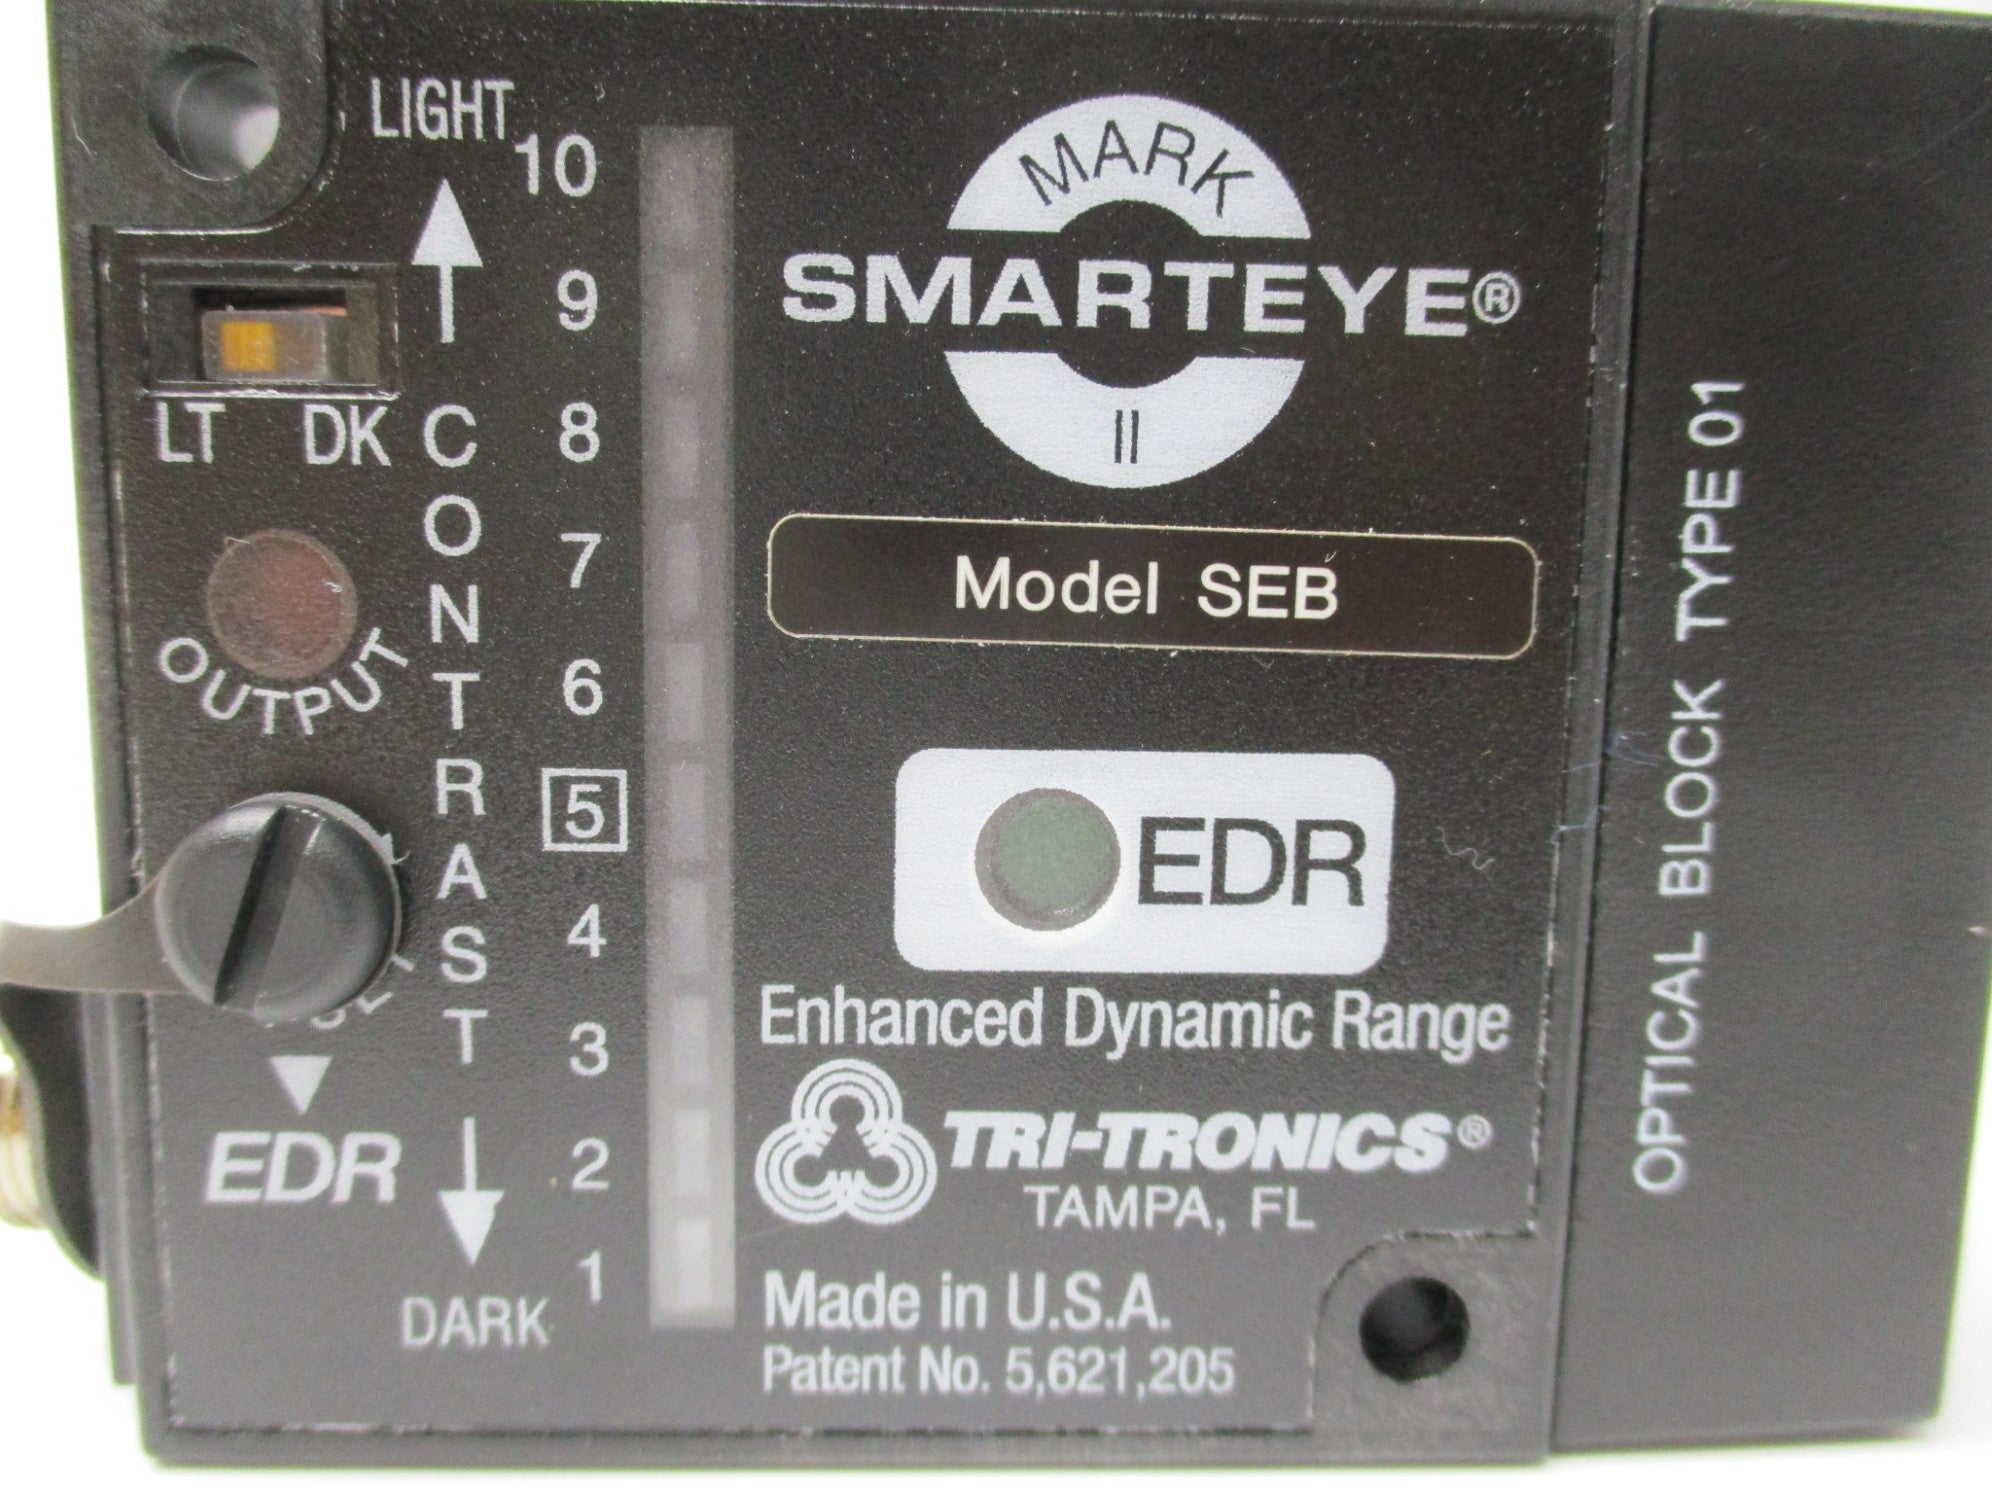 LIGHT
10
9
8
7
6
5
4
3
2
1
CONTRAST
DARK
LT DK
OUTPUT
EDR
MARK
SMARTEYE®
II
Model SEB
EDR
Enhanced Dynamic Range
TRI-TRONICS®
TAMPA, FL
Made in U.S.A.
Patent No. 5,621,205
OPTICAL BLOCK TYPE 01